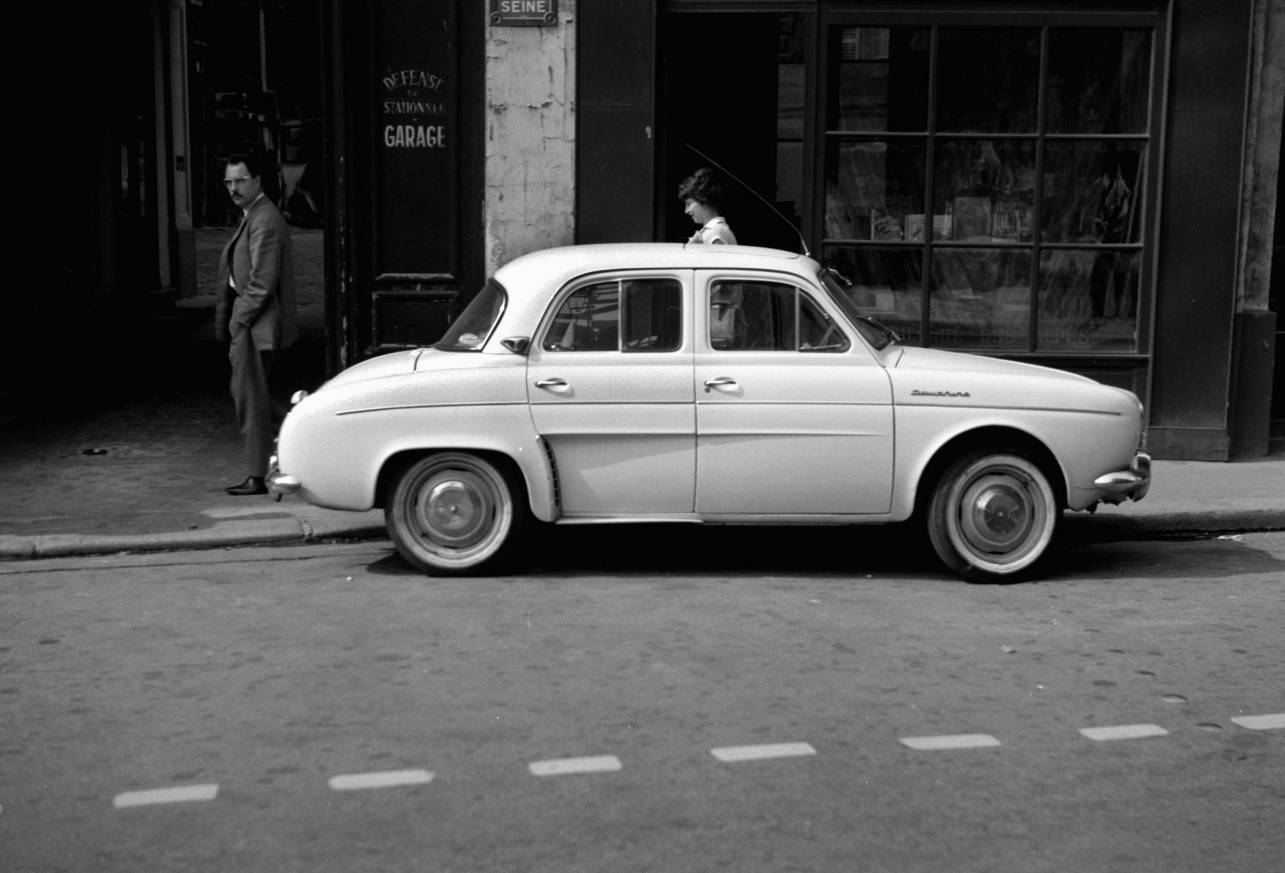 SEINE
DEFENSE
DE
STATIONNER
GARAGE
Dauphine